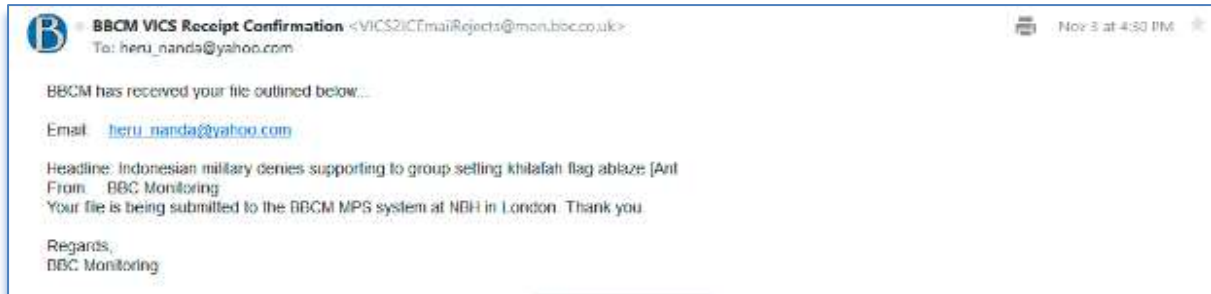 B
BBCM VICS Receipt Confirmation <VICS2ICEmailRejects@mon.bbc.co.uk>
Nov 3 at 4:30 PM
To: heru_nanda@yahoo.com
BBCM has received your file outlined below...
Email: heru_nanda@yahoo.com
Headline: Indonesian military denies supporting to group setting khilafah flag ablaze [Ant
From: BBC Monitoring
Your file is being submitted to the BBCM MPS system at NBH in London. Thank you.
Regards,
BBC Monitoring